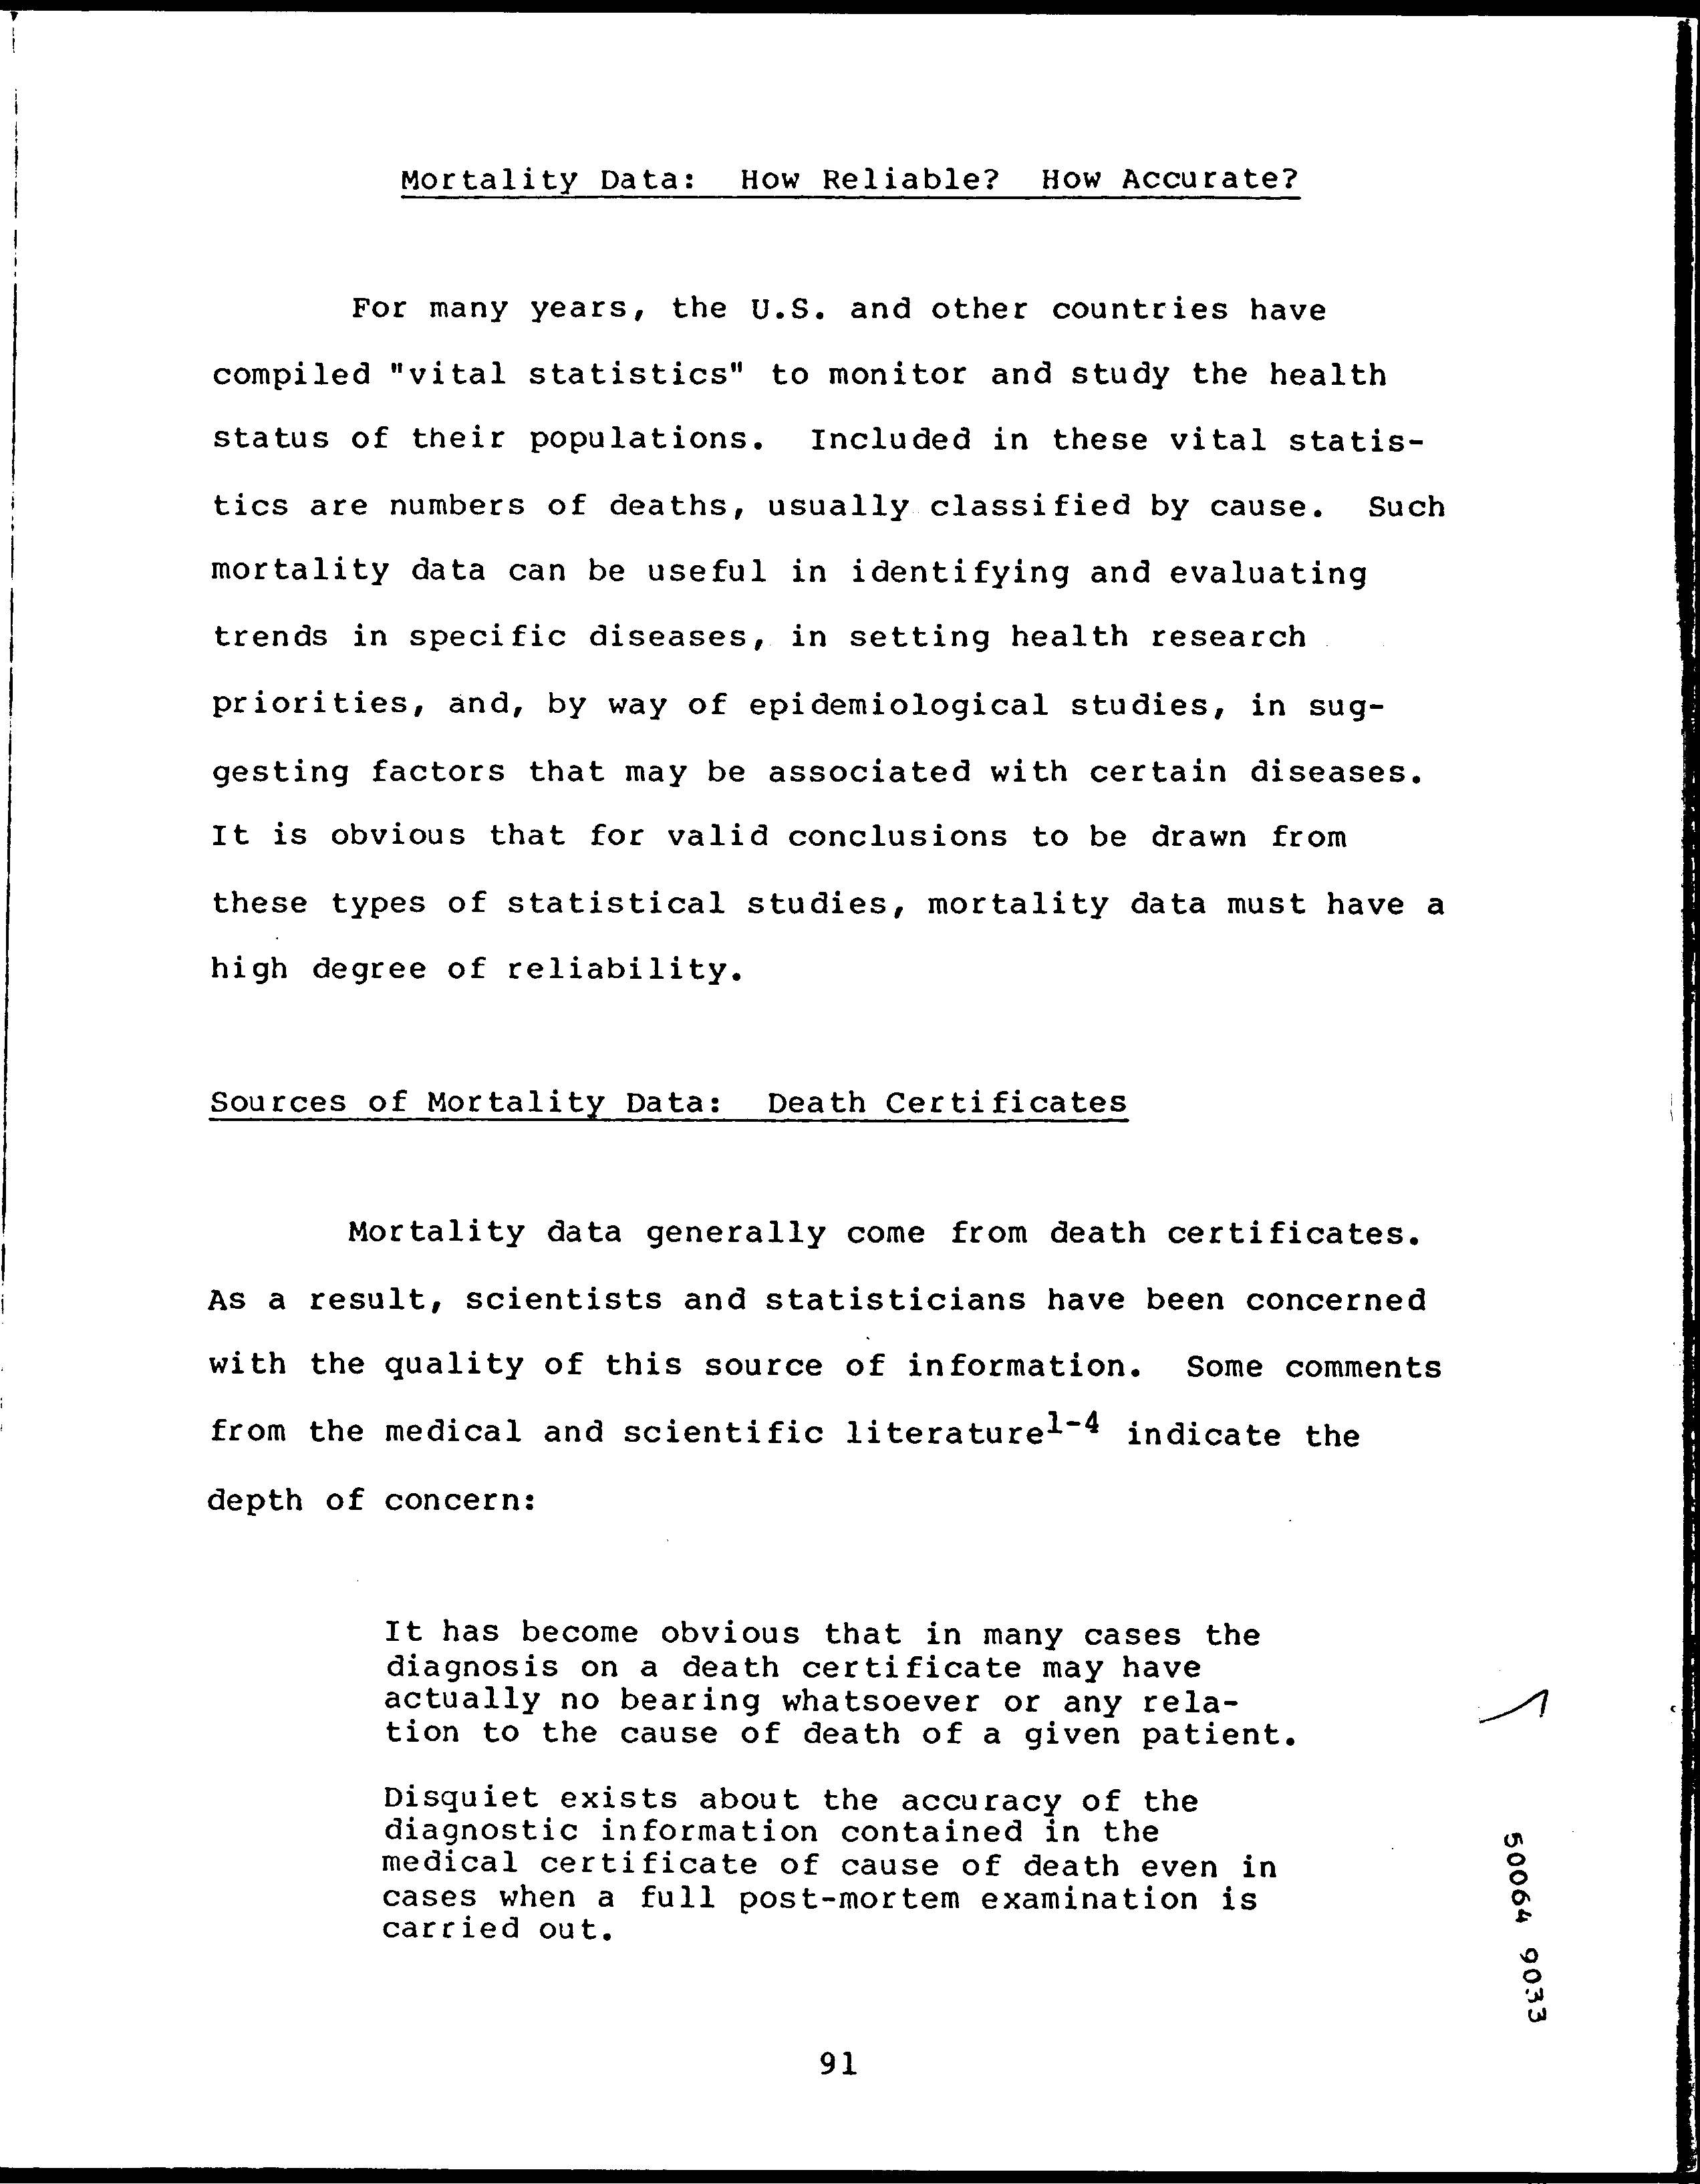 Mortality Data:  How Reliable?  How Accurate?
For many years, the U.S. and other countries have
compiled "vital statistics" to monitor and study the health
status of their populations.  Included in these vital statis-
tics are numbers of deaths, usually classified by cause.  Such
mortality data can be useful in identifying and evaluating
trends in specific diseases, in setting health research
priorities, and, by way of epidemiological studies, in sug-
gesting factors that may be associated with certain diseases.
It is obvious that for valid conclusions to be drawn from
these types of statistical studies, mortality data must have a
high degree of reliability.
Sources of Mortality Data:  Death Certificates
Mortality data generally come from death certificates.
As a result, scientists and statisticians have been concerned
with the quality of this source of information.  Some comments
from the medical and scientific literature1-4 indicate the
depth of concern:
It has become obvious that in many cases the
diagnosis on a death certificate may have
actually no bearing whatsoever or any rela-
tion to the cause of death of a given patient.
Disquiet exists about the accuracy of the
diagnostic information contained in the
medical certificate of cause of death even in
cases when a full post-mortem examination is
carried out.
50064 9033
91